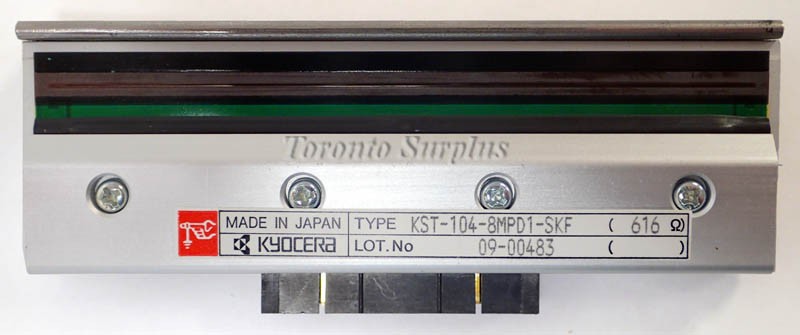 Toronto Surplus
MADE IN JAPAN TYPE KST-104-8MPD1-SKF ( 616 Ω)
KYOCERA LOT.No 09-00483 ( )